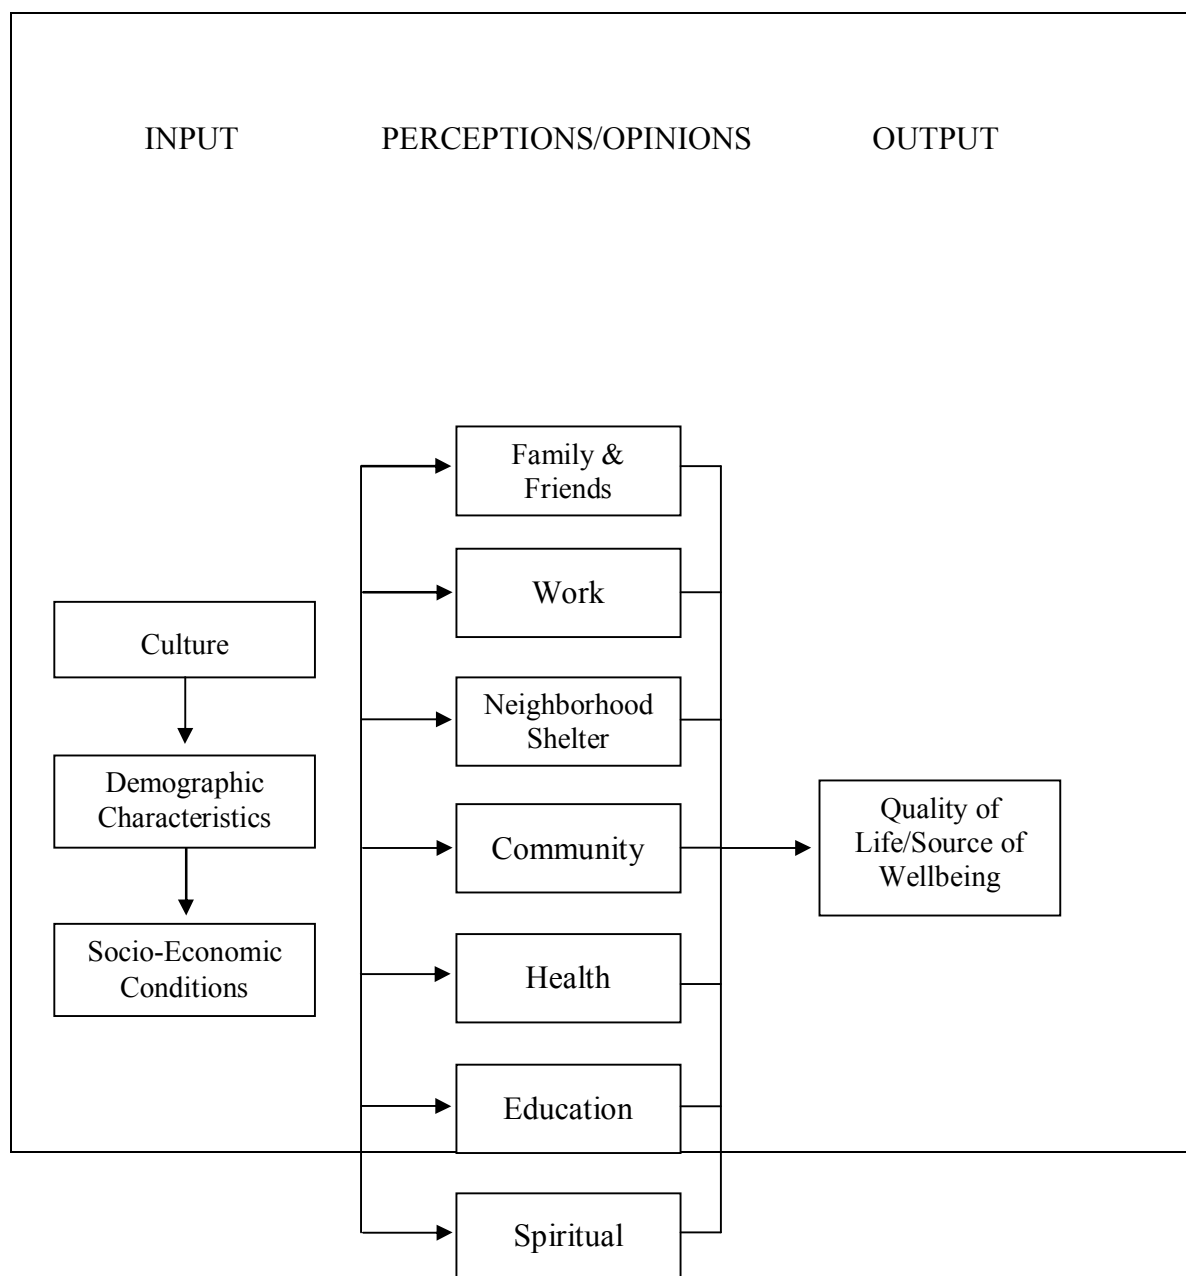 INPUT
PERCEPTIONS/OPINIONS
OUTPUT
Culture
Demographic
Characteristics
Socio-Economic
Conditions
Family &
Friends
Work
Neighborhood
Shelter
Community
Health
Education
Spiritual
Quality of
Life/Source of
Wellbeing